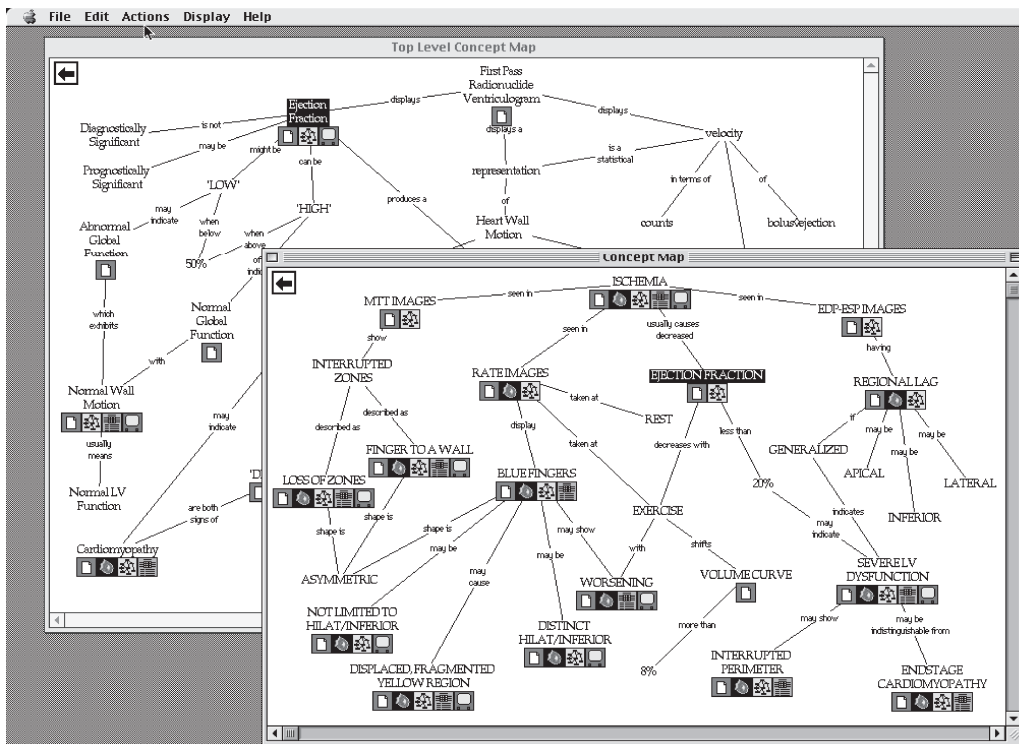 File Edit Actions Display Help
Top Level Concept Map
First Pass
Radionuclide
Ventriculogram
Ejection
Fraction
displays
displays
Diagnostically
Significant
is not
may be
might be
can be
displays a
velocity
is a
statistical
Prognostically
Significant
'LOW'
representation
in terms of
of
produces a
of
'HIGH'
may
indicate
when
below
when
above
Heart Wall
Motion
counts
bolus ejection
Abnormal
Global
Function
50%
Normal
Global
Function
which
exhibits
with
Normal Wall
Motion
usually
means
may
indicate
Normal LV
Function
are both
signs of
Cardiomyopathy
Concept Map
ISCHEMIA
MTT IMAGES
seen in
seen in
EDP-ESP IMAGES
seen in
usually causes
decreased
show
having
INTERRUPTED
ZONES
RATE IMAGES
EJECTION FRACTION
REGIONAL LAG
taken at
REST
described as
described as
display
taken at
decreases with
less than
if
may be
may be
may be
FINGER TO A WALL
GENERALIZED
LOSS OF ZONES
BLUE FINGERS
20%
APICAL
LATERAL
EXERCISE
INFERIOR
shape is
shape is
shape is
may be
may show
indicates
may
indicate
with
shifts
may
cause
may be
ASYMMETRIC
WORSENING
VOLUME CURVE
SEVERE LV
DYSFUNCTION
NOT LIMITED TO
HILAT/INFERIOR
DISTINCT
HILAT/INFERIOR
more than
may show
may be
indistinguishable from
8%
INTERRUPTED
PERIMETER
DISPLACED, FRAGMENTED
YELLOW REGION
ENDSTAGE
CARDIOMYOPATHY